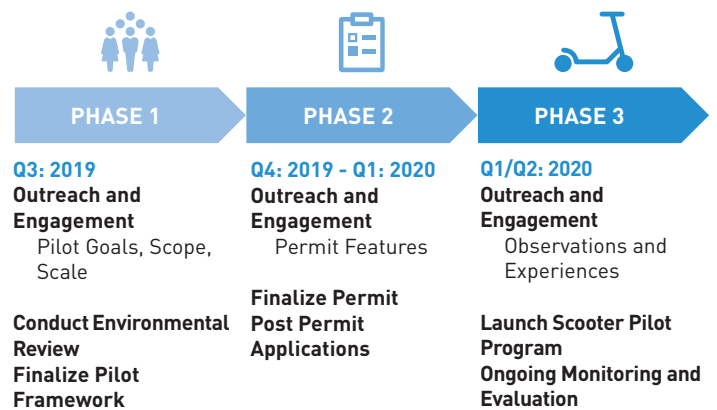 PHASE 1
PHASE 2
PHASE 3
Q3: 2019
Outreach and
Engagement
Pilot Goals, Scope,
Scale
Conduct Environmental
Review
Finalize Pilot
Framework
Q4: 2019 - Q1: 2020
Outreach and
Engagement
Permit Features
Finalize Permit
Post Permit
Applications
Q1/Q2: 2020
Outreach and
Engagement
Observations and
Experiences
Launch Scooter Pilot
Program
Ongoing Monitoring and
Evaluation